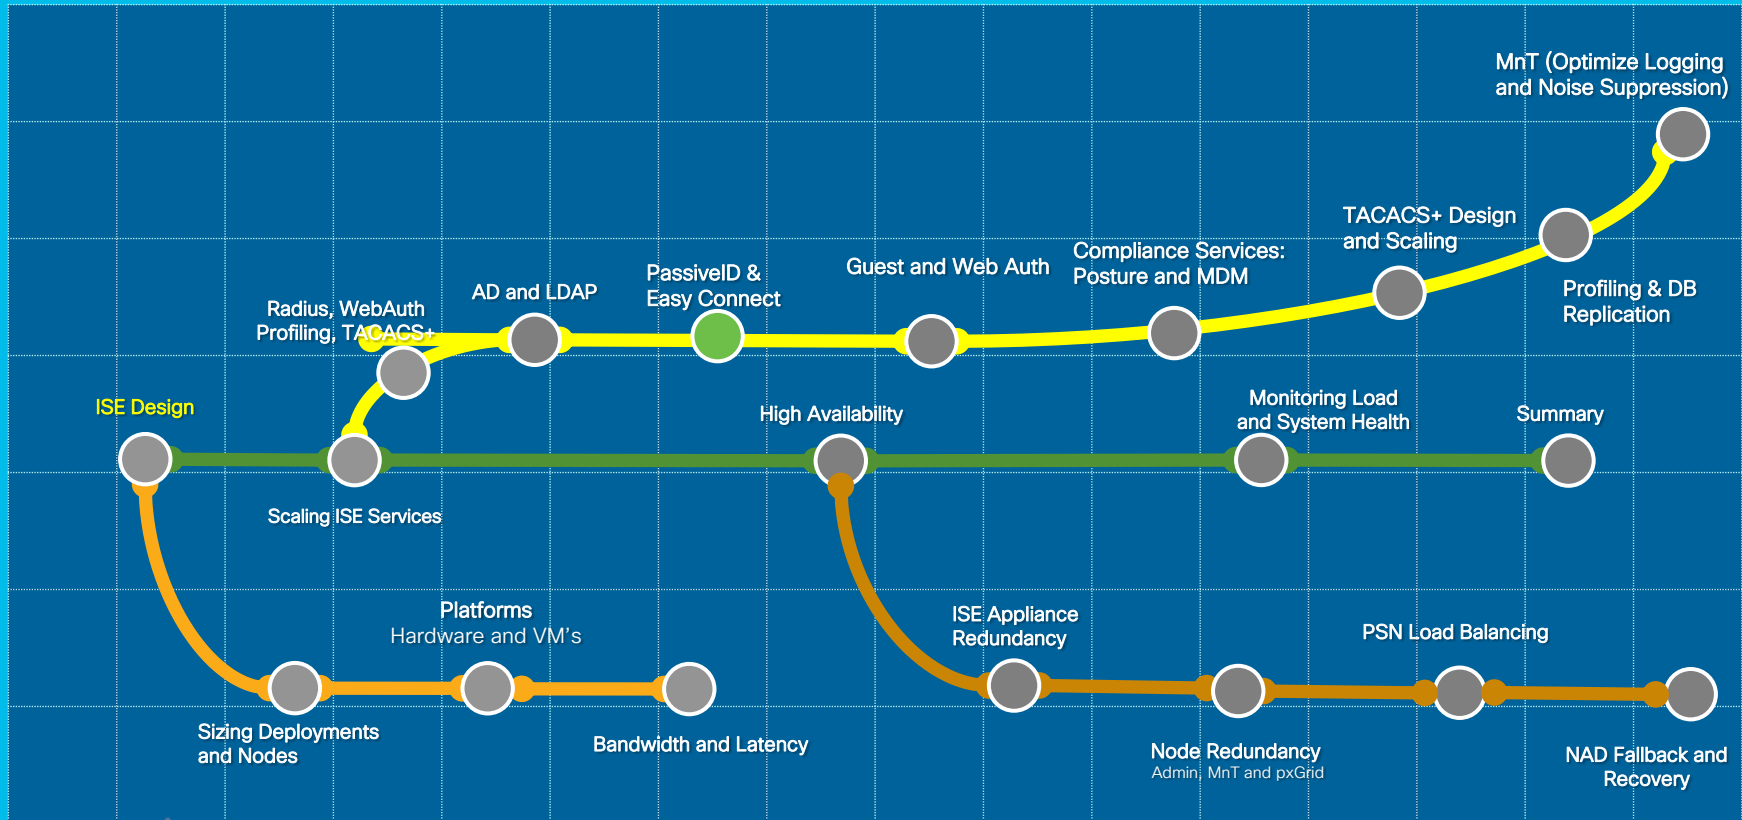 MnT (Optimize Logging
and Noise Suppression)
TACACS+ Design
and Scaling
Compliance Services:
Posture and MDM
Guest and Web Auth
PassiveID &
Easy Connect
AD and LDAP
Radius, WebAuth
Profiling, TACACS+
Profiling & DB
Replication
ISE Design
High Availability
Monitoring Load
and System Health
Summary
Scaling ISE Services
Platforms
Hardware and VM's
ISE Appliance
Redundancy
PSN Load Balancing
Sizing Deployments
and Nodes
Bandwidth and Latency
Node Redundancy
Admin, MnT and pxGrid
NAD Fallback and
Recovery